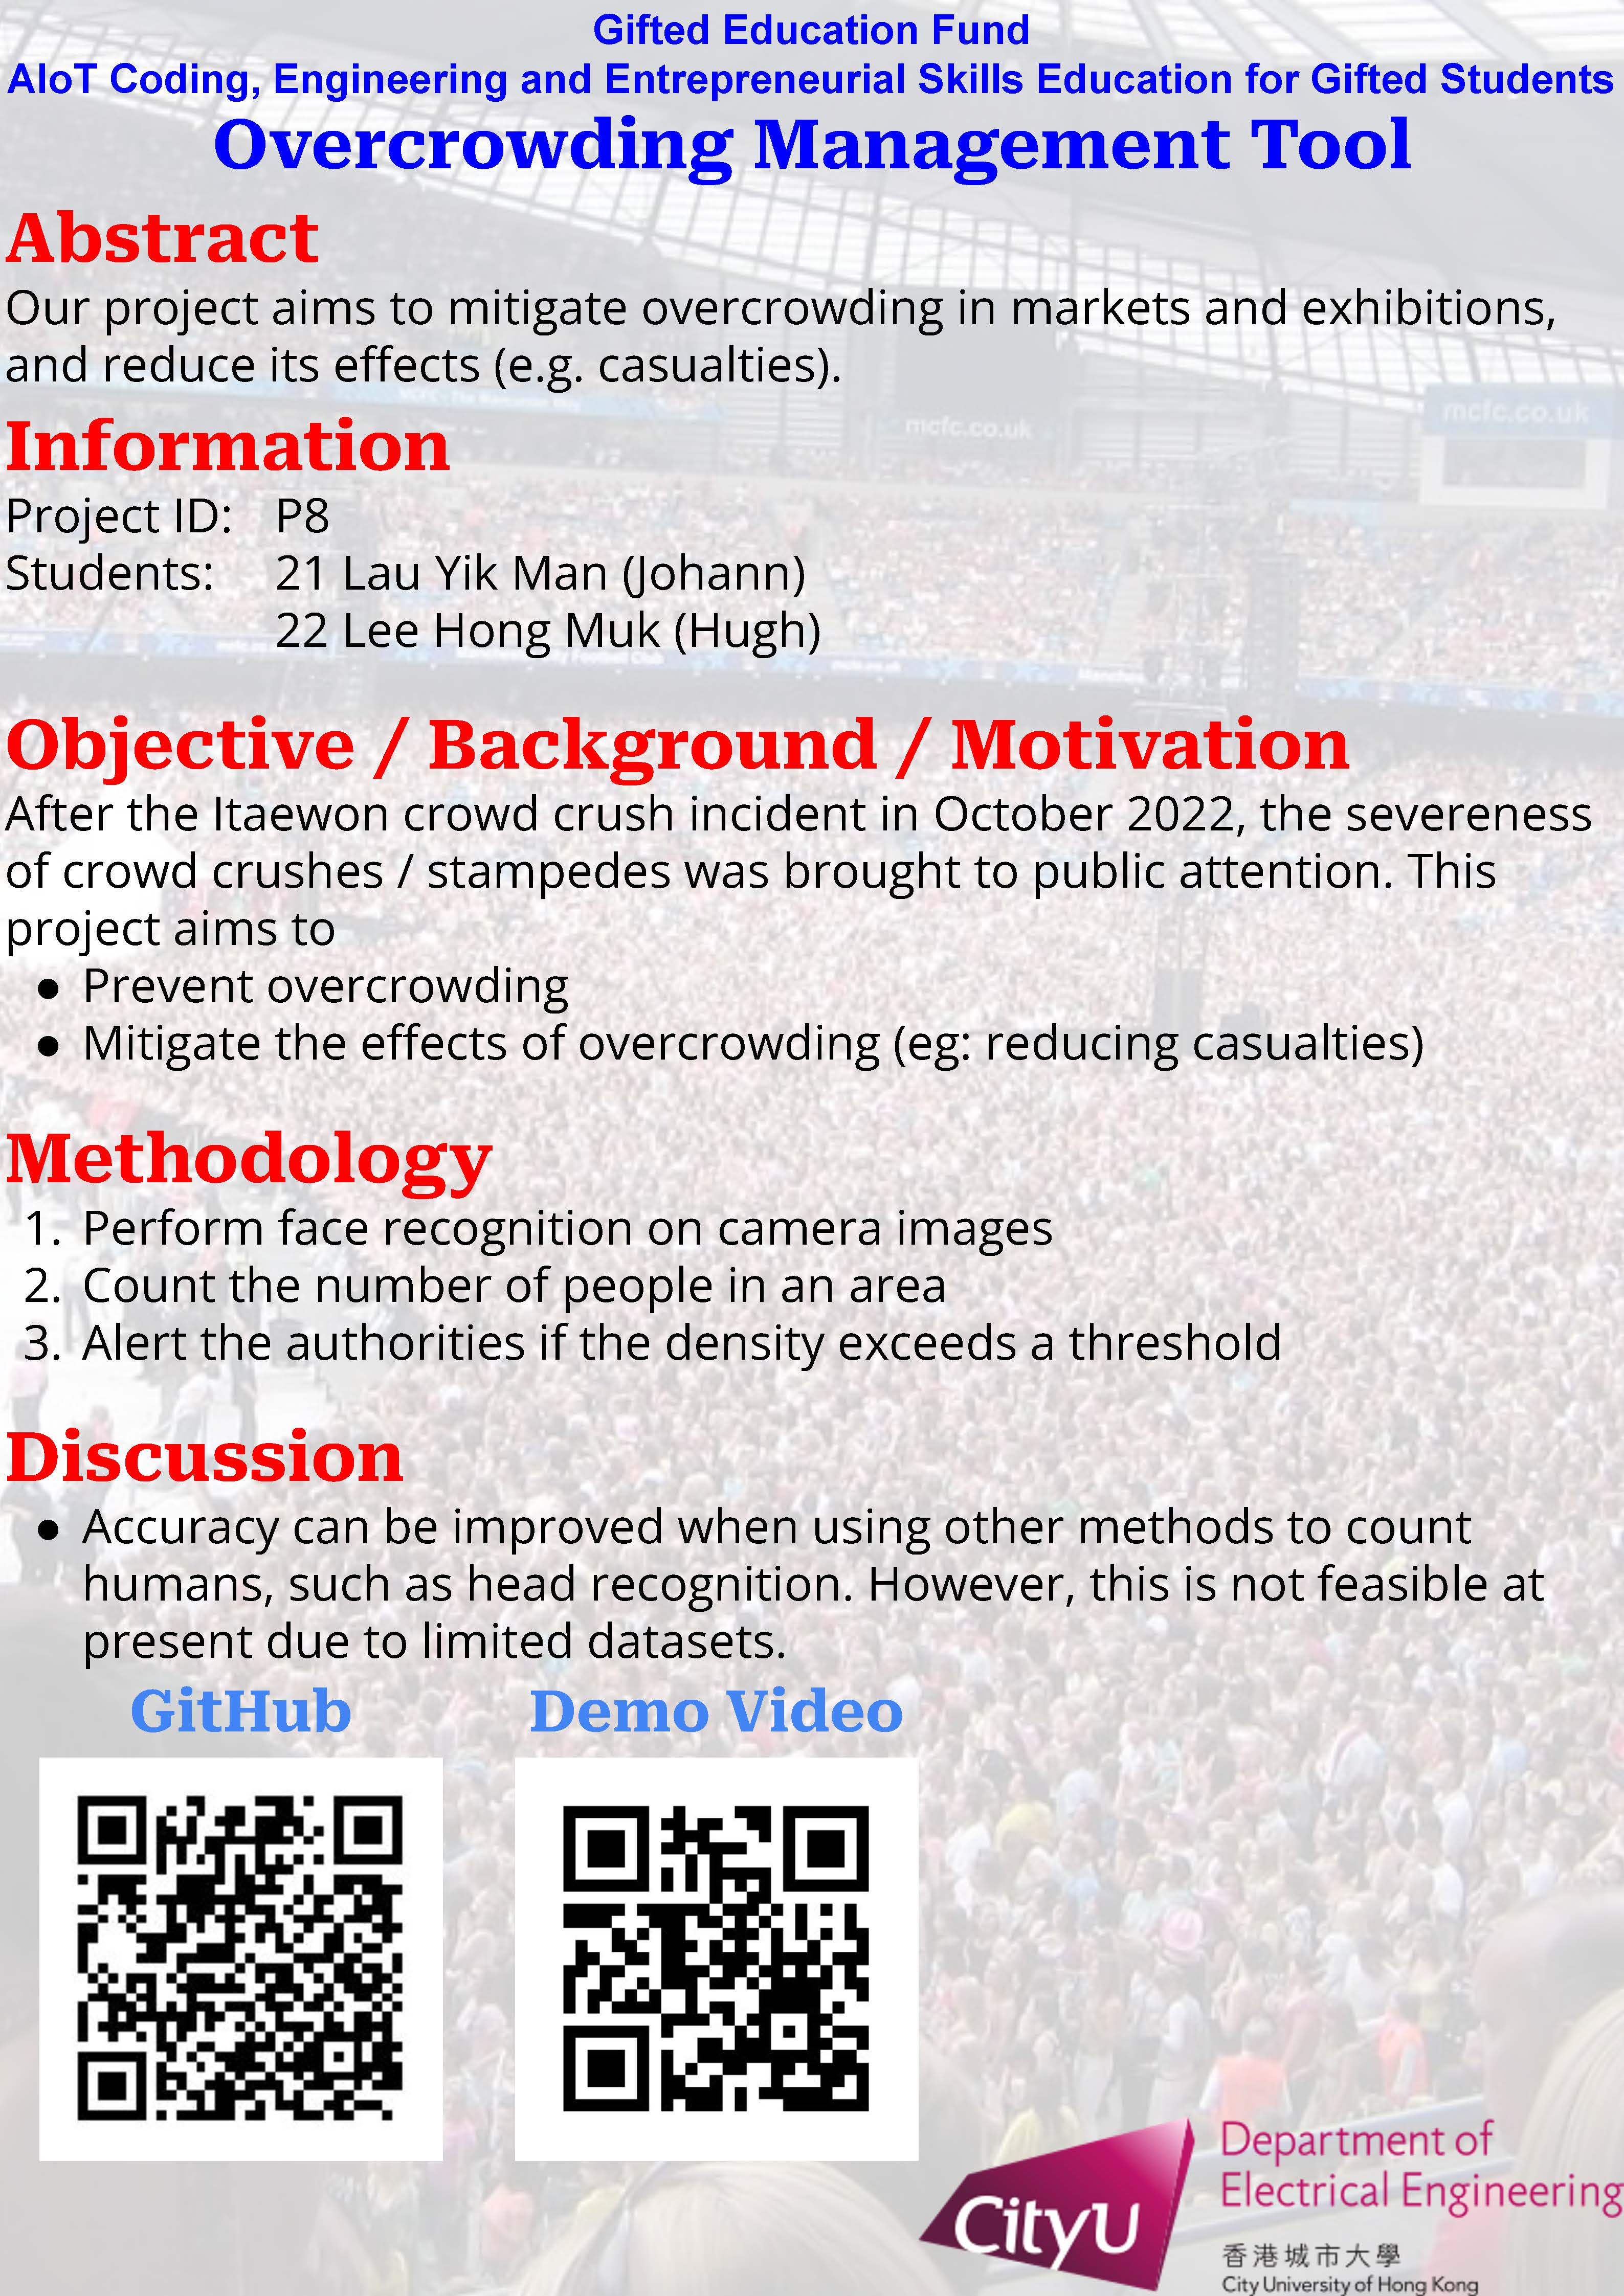 Gifted Education Fund
AIoT Coding, Engineering and Entrepreneurial Skills Education for Gifted Students
Overcrowding Management Tool
Abstract
Our project aims to mitigate overcrowding in markets and exhibitions,
and reduce its effects (e.g. casualties).
mcfc.co.uk
mcfc.co.uk
Information
Project ID: P8
Students: 21 Lau Yik Man (Johann)
22 Lee Hong Muk (Hugh)
Objective / Background / Motivation
After the Itaewon crowd crush incident in October 2022, the severeness
of crowd crushes / stampedes was brought to public attention. This
project aims to
● Prevent overcrowding
● Mitigate the effects of overcrowding (eg: reducing casualties)
Methodology
1. Perform face recognition on camera images
2. Count the number of people in an area
3. Alert the authorities if the density exceeds a threshold
Discussion
● Accuracy can be improved when using other methods to count
humans, such as head recognition. However, this is not feasible at
present due to limited datasets.
GitHub Demo Video
CityU
Department of
Electrical Engineering
香港城市大學
City University of Hong Kong